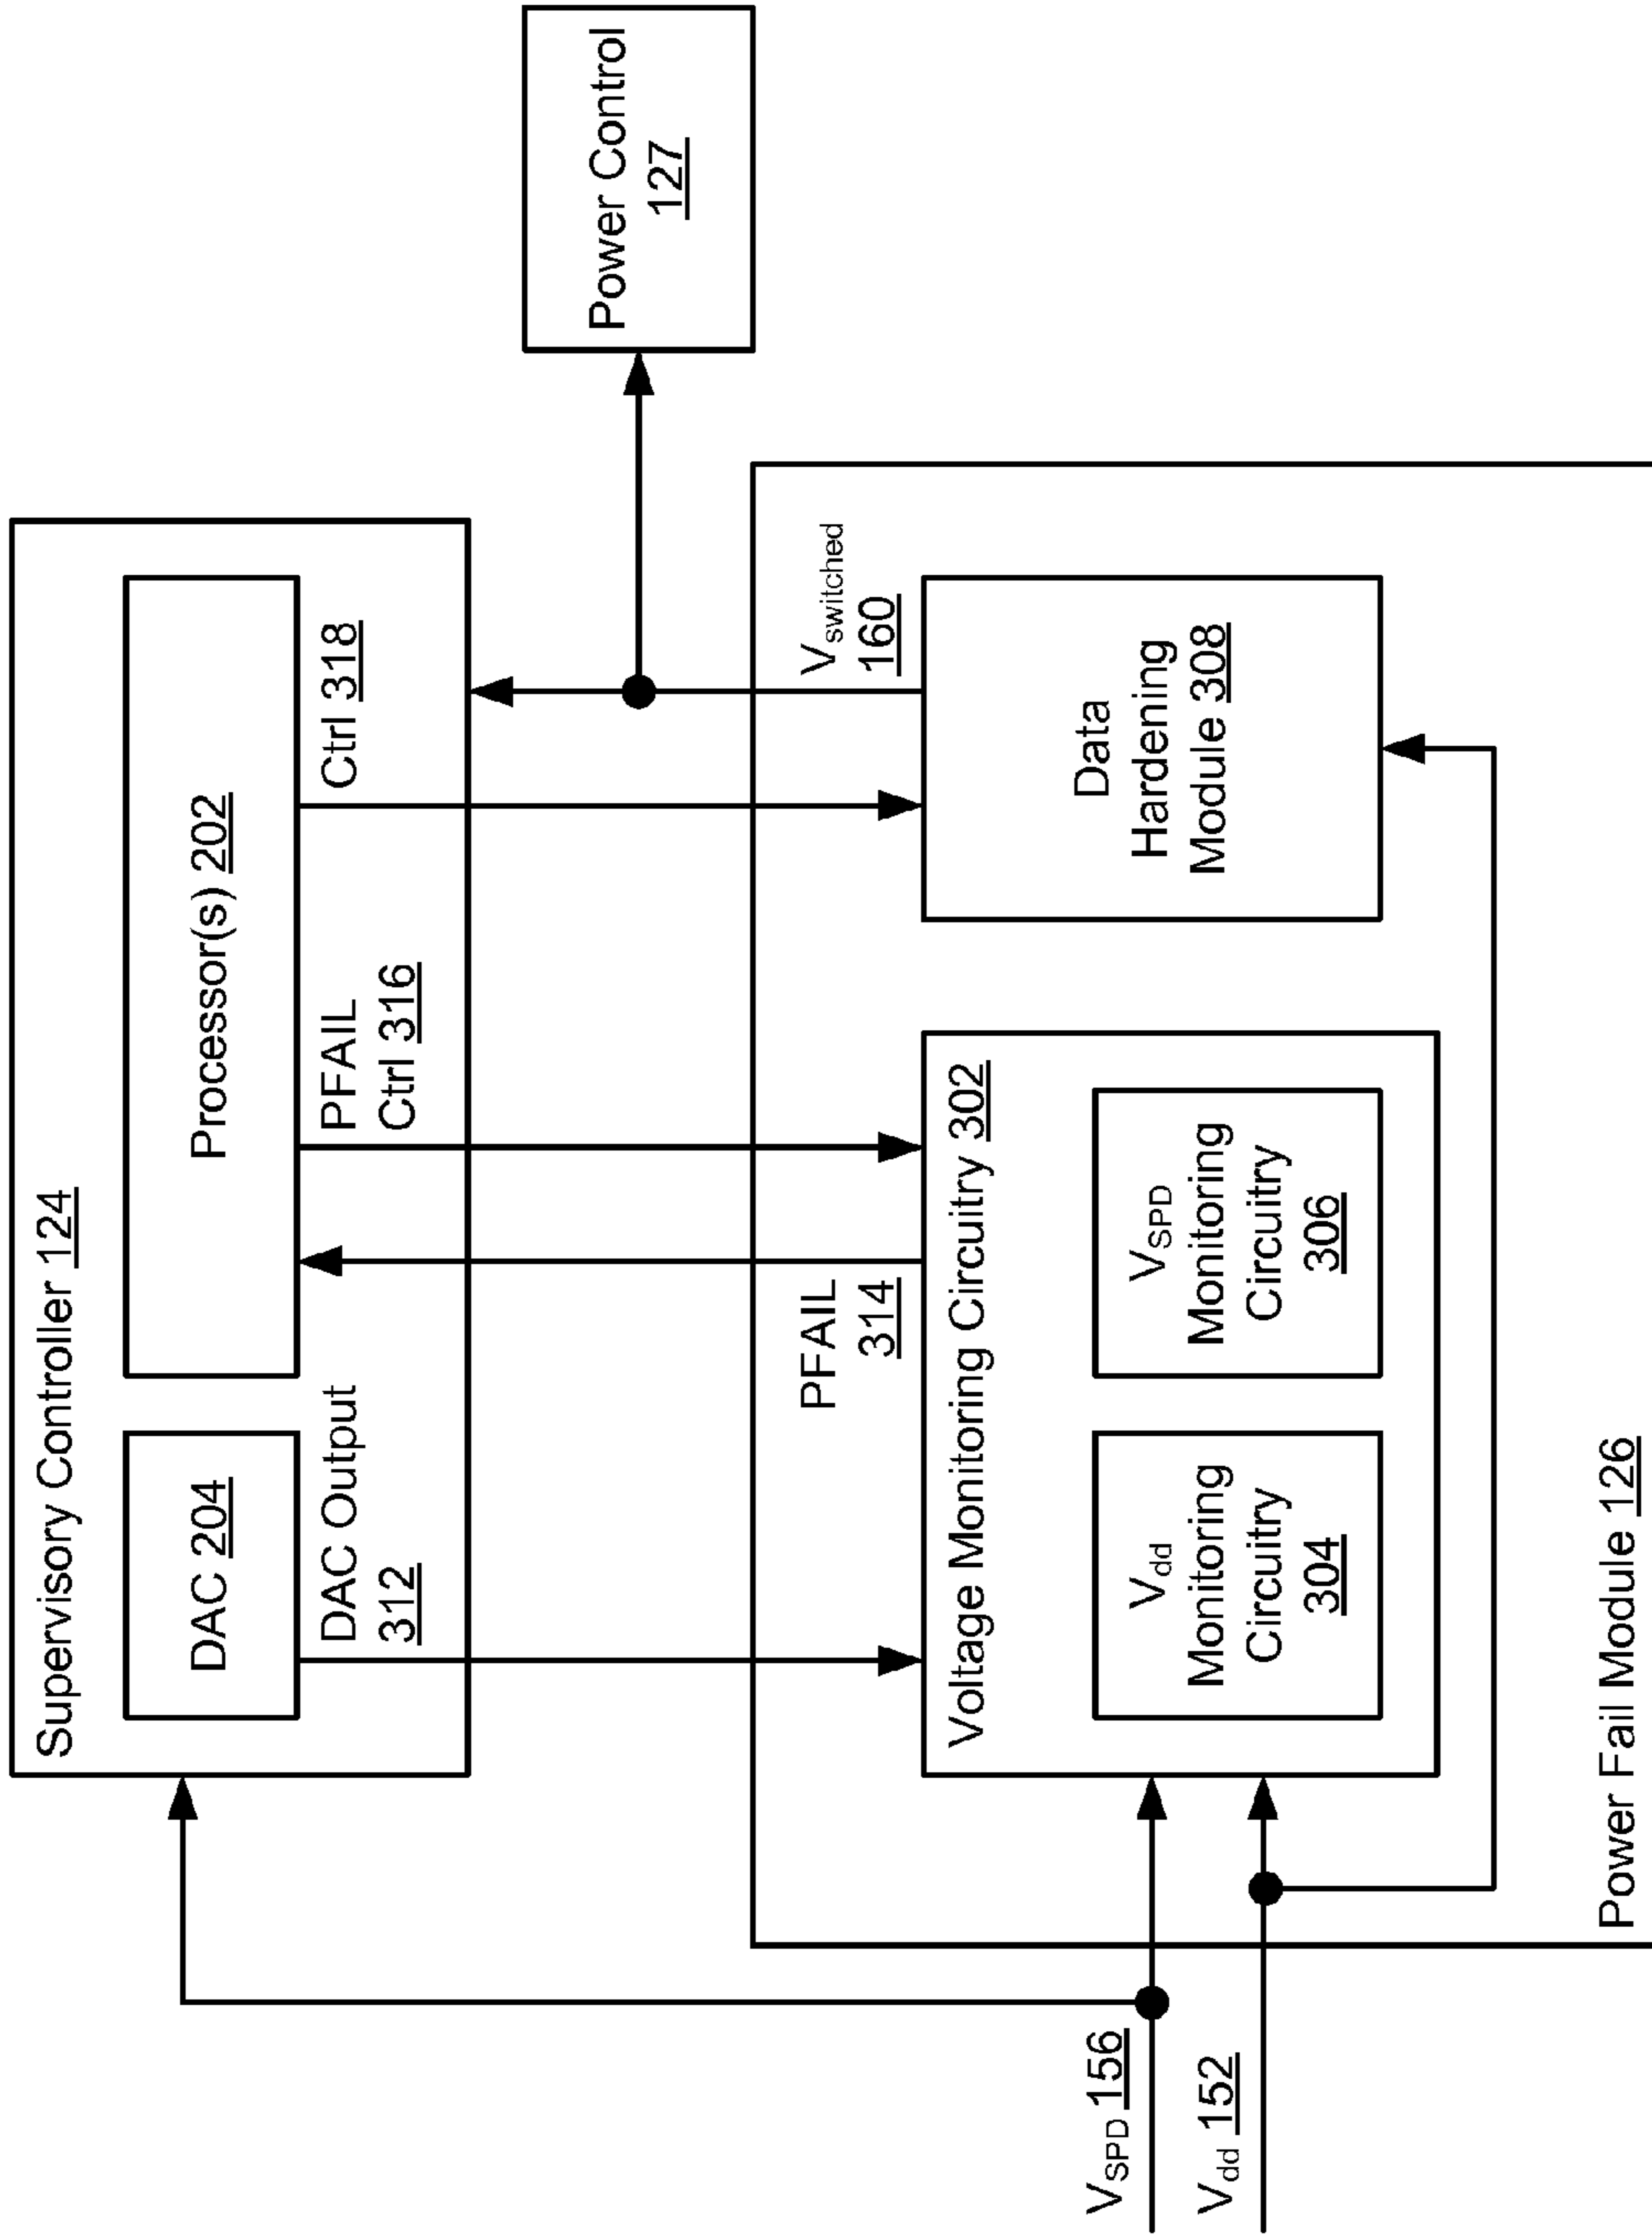 Supervisory Controller 124
DAC 204
Processor(s) 202
DAC Output
312
PFAIL
Ctrl 316
Ctrl 318
Power Control
127
PFAIL
314
Vswitched
160
Voltage Monitoring Circuitry 302
Vdd
Monitoring
Circuitry
304
VSPD
Monitoring
Circuitry
306
Data
Hardening
Module 308
VSPD 156
Vdd 152
Power Fail Module 126